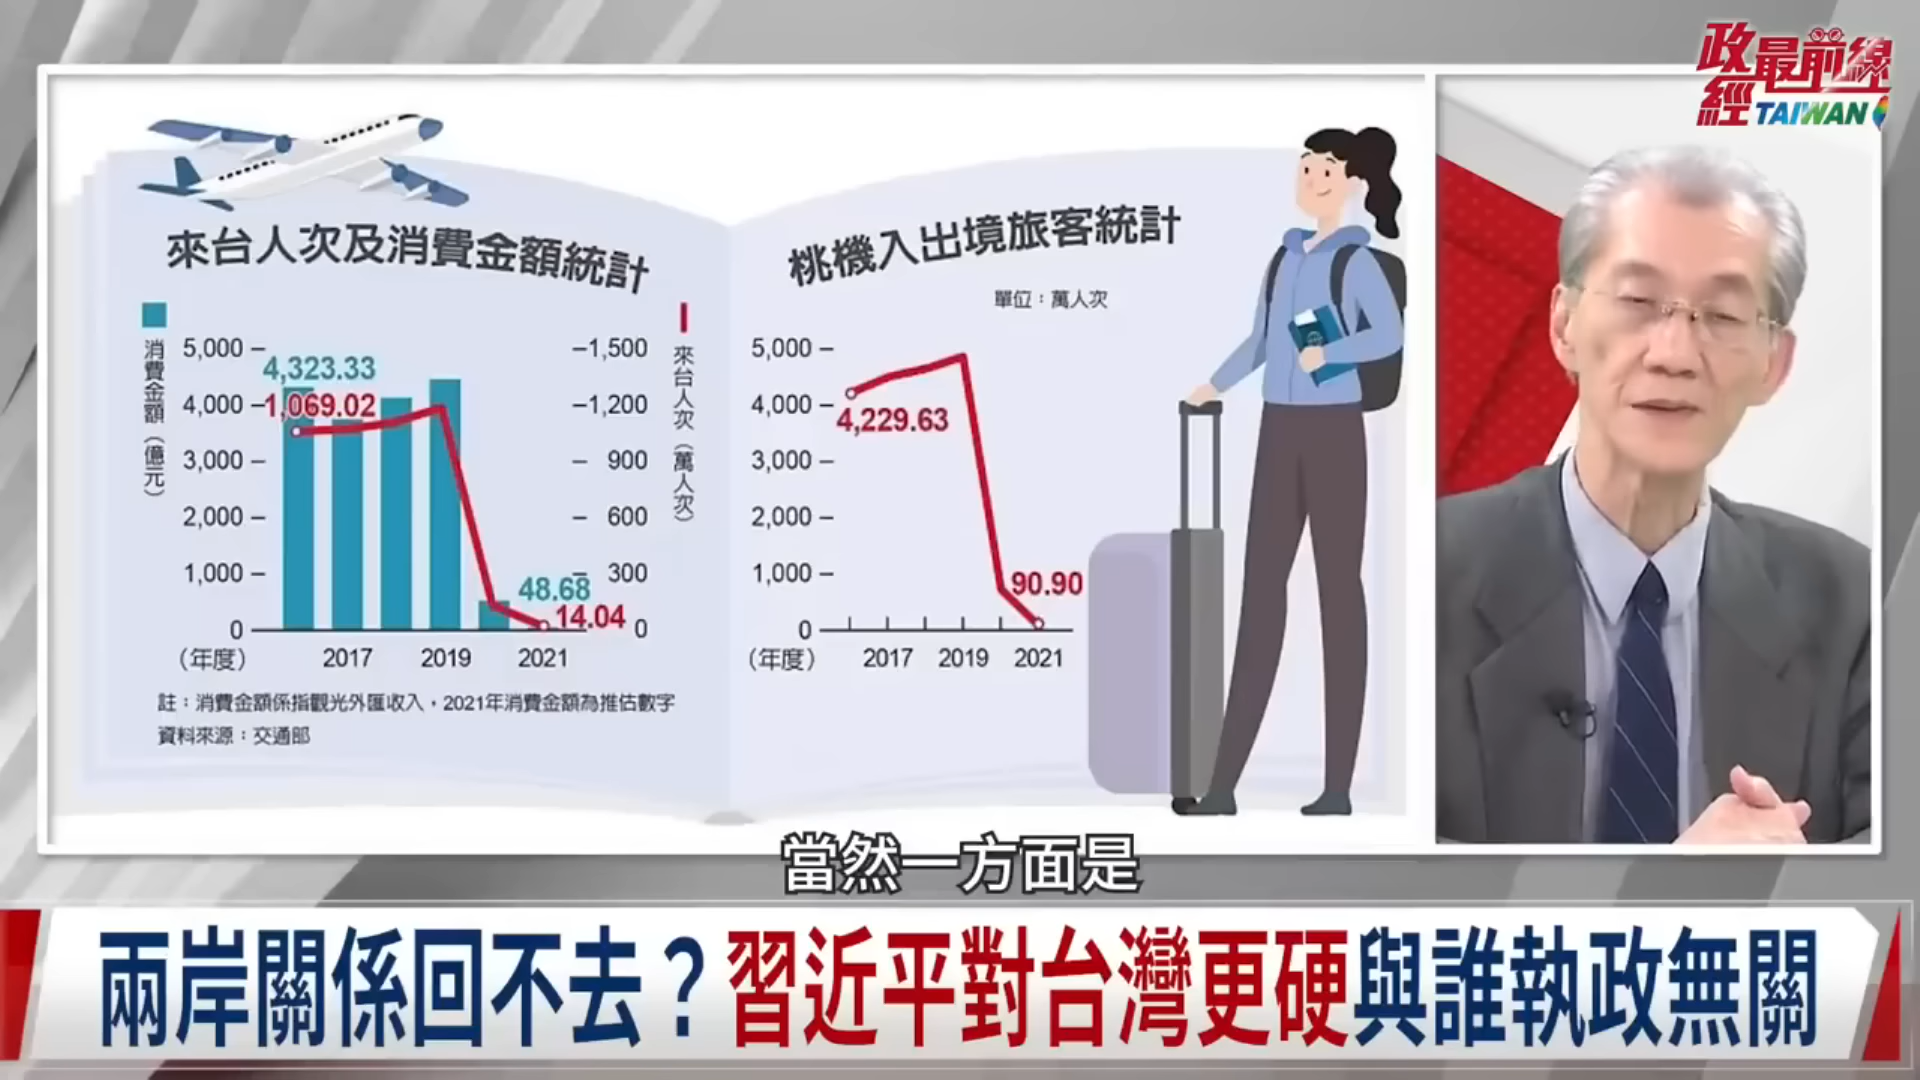 政經最前線
TAIWAN
來台人次及消費金額統計
消費金額（億元）
來台人次（萬人次）
5,000
4,000
3,000
2,000
1,000
0
4,323.33
1,069.02
48.68
14.04
1,500
1,200
900
600
300
0
（年度）
2017
2019
2021
註：消費金額係指觀光外匯收入，2021年消費金額為推估數字
資料來源：交通部
桃機入出境旅客統計
單位：萬人次
5,000
4,000
3,000
2,000
1,000
0
4,229.63
90.90
（年度）
2017
2019
2021
當然一方面是
兩岸關係回不去？習近平對台灣更硬與誰執政無關